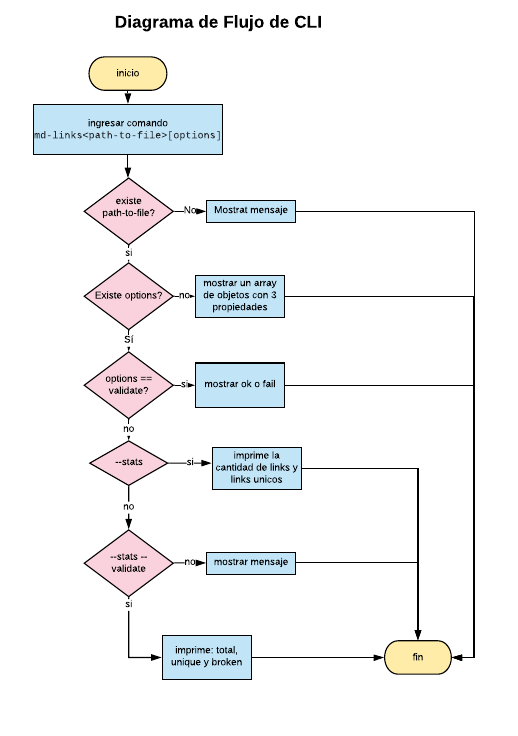 Diagrama de Flujo de CLI
inicio
ingresar comando
md-links<path-to-file>[options]
existe
path-to-file?
No
Mostrat mensaje
si
Existe options?
no
mostrar un array
de objetos con 3
propiedades
Sí
options ==
validate?
si
mostrar ok o fail
no
--stats
si
imprime la
cantidad de links y
links unicos
no
--stats --
validate
no
mostrar mensaje
si
imprime: total,
unique y broken
fin